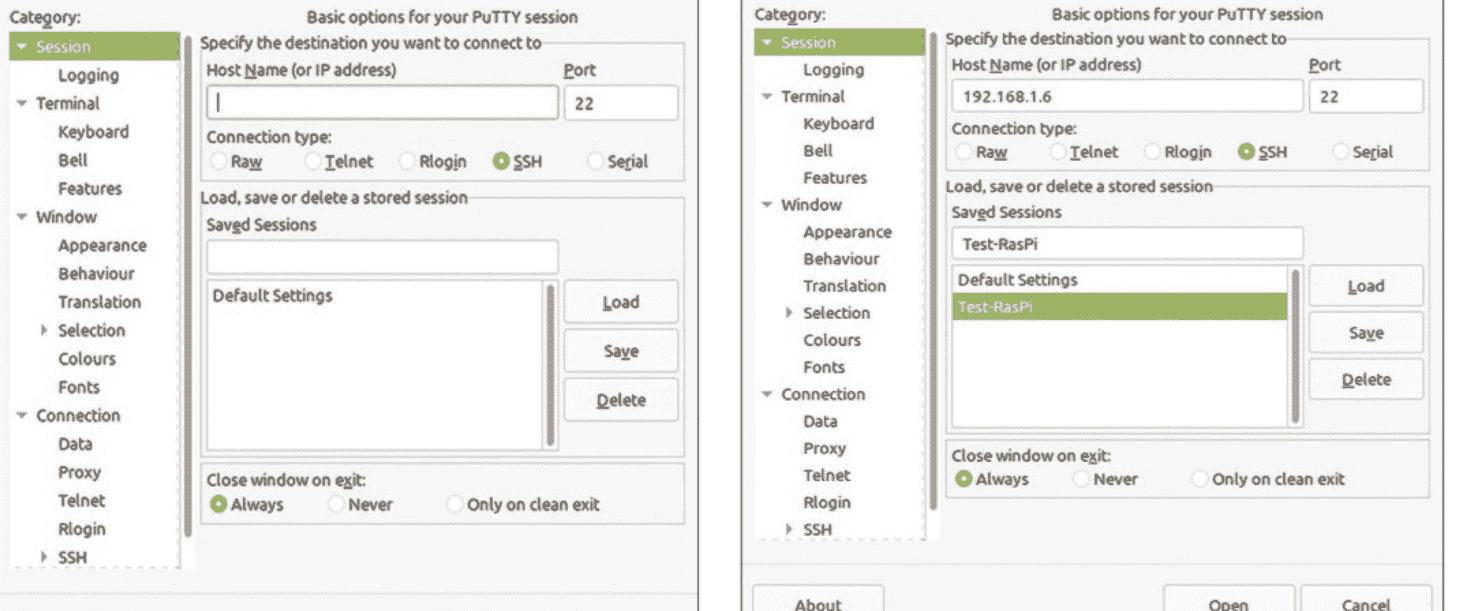 Category:
Basic options for your PuTTY session
Session
Logging
Terminal
Keyboard
Bell
Features
Window
Appearance
Behaviour
Translation
Selection
Colours
Fonts
Connection
Data
Proxy
Telnet
Rlogin
SSH
Specify the destination you want to connect to
Host Name (or IP address) Port
22
Connection type:
Raw Telnet Rlogin SSH Serial
Load, save or delete a stored session
Saved Sessions
Default Settings
Load
Save
Delete
Close window on exit:
Always Never Only on clean exit
Category:
Basic options for your PuTTY session
Session
Logging
Terminal
Keyboard
Bell
Features
Window
Appearance
Behaviour
Translation
Selection
Colours
Fonts
Connection
Data
Proxy
Telnet
Rlogin
SSH
Specify the destination you want to connect to
Host Name (or IP address) Port
192.168.1.6 22
Connection type:
Raw Telnet Rlogin SSH Serial
Load, save or delete a stored session
Saved Sessions
Test-RasPi
Default Settings
Test-RasPi
Load
Save
Delete
Close window on exit:
Always Never Only on clean exit
About Open Cancel